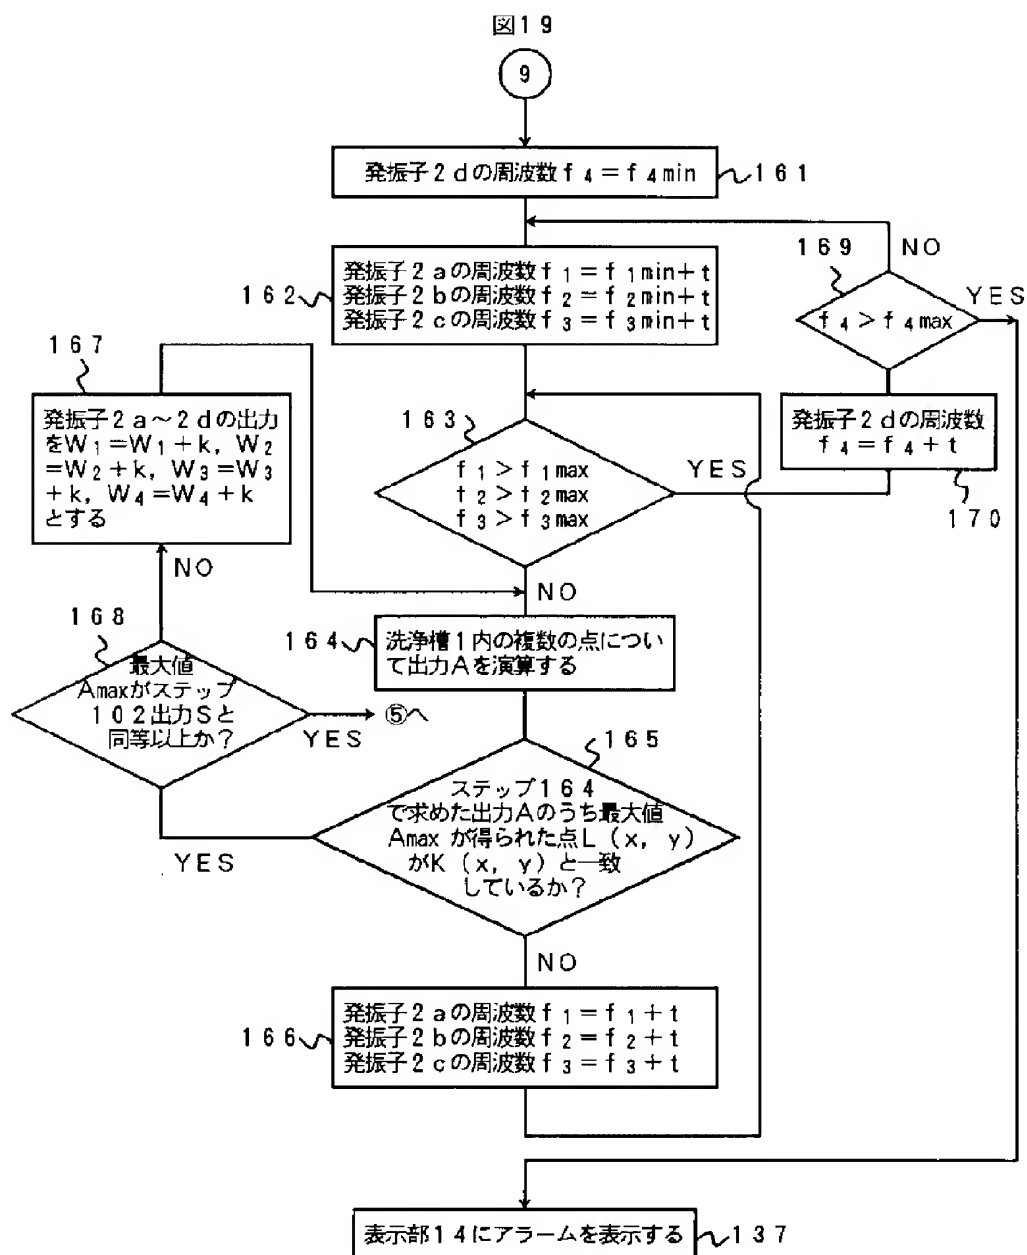 図19
9
発振子2dの周波数f4=f4min
161
発振子2aの周波数f1=f1min+t
発振子2bの周波数f2=f2min+t
発振子2cの周波数f3=f3min+t
162
169
NO
YES
f4>f4max
167
発振子2a~2dの出力
をW1=W1+k, W2
=W2+k, W3=W3
+k, W4=W4+k
とする
163
f1>f1max
f2>f2max
f3>f3max
YES
発振子2dの周波数
f4=f4+t
170
NO
NO
164
洗浄槽1内の複数の点につい
て出力Aを演算する
168
最大値
Amaxがステップ
102出力Sと
同等以上か?
YES
⑤へ
165
ステップ164
で求めた出力Aのうち最大値
Amax が得られた点L(x, y)
がK(x, y)と一致
しているか?
YES
NO
166
発振子2aの周波数f1=f1+t
発振子2bの周波数f2=f2+t
発振子2cの周波数f3=f3+t
表示部14にアラームを表示する
137